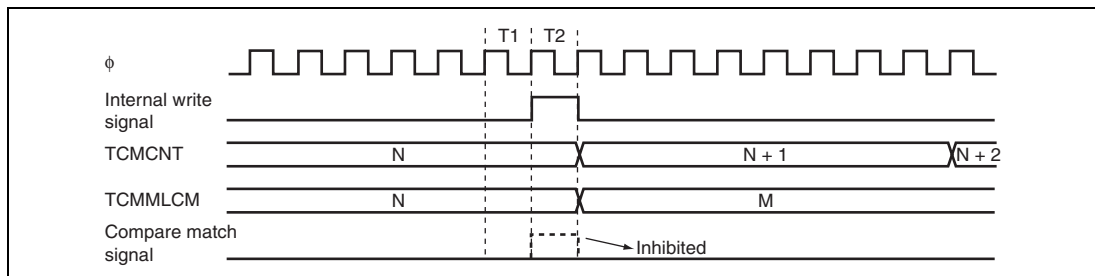 T1 T2
ϕ
Internal write
signal
TCMCNT N N + 1 N + 2
TCMMLCM N M
Compare match
signal
Inhibited